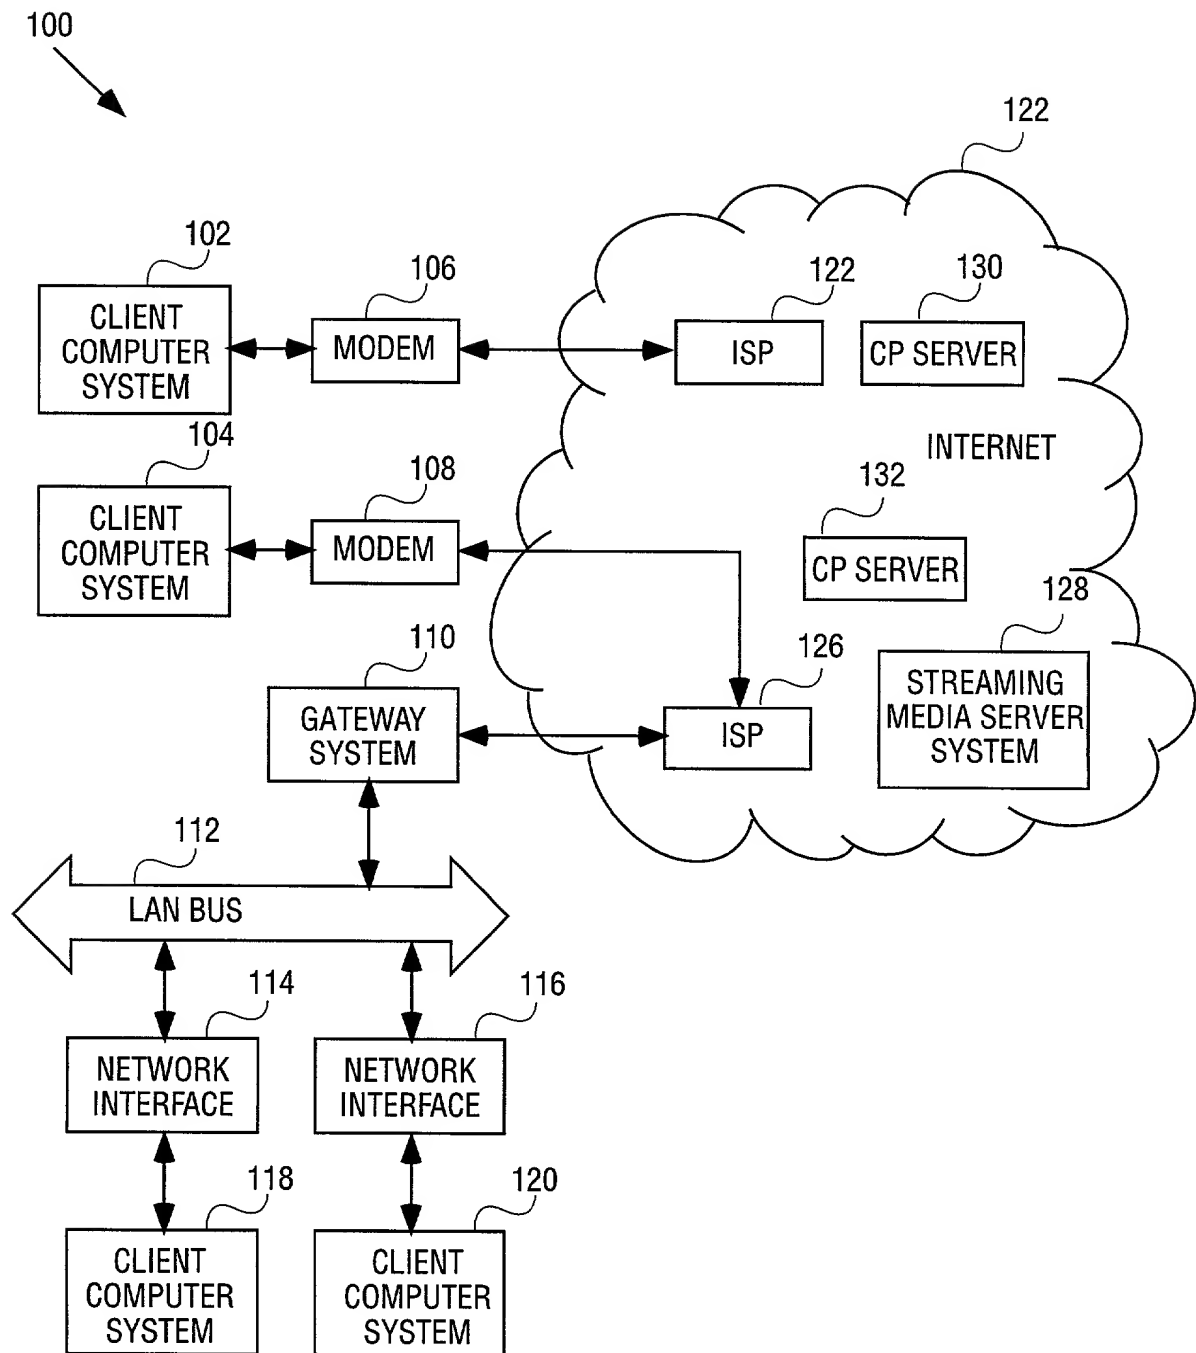 100
122
102
CLIENT
COMPUTER
SYSTEM
106
MODEM
122
ISP
130
CP SERVER
INTERNET
104
CLIENT
COMPUTER
SYSTEM
108
MODEM
132
CP SERVER
128
STREAMING
MEDIA SERVER
SYSTEM
110
GATEWAY
SYSTEM
126
ISP
112
LAN BUS
114
NETWORK
INTERFACE
116
NETWORK
INTERFACE
118
CLIENT
COMPUTER
SYSTEM
120
CLIENT
COMPUTER
SYSTEM